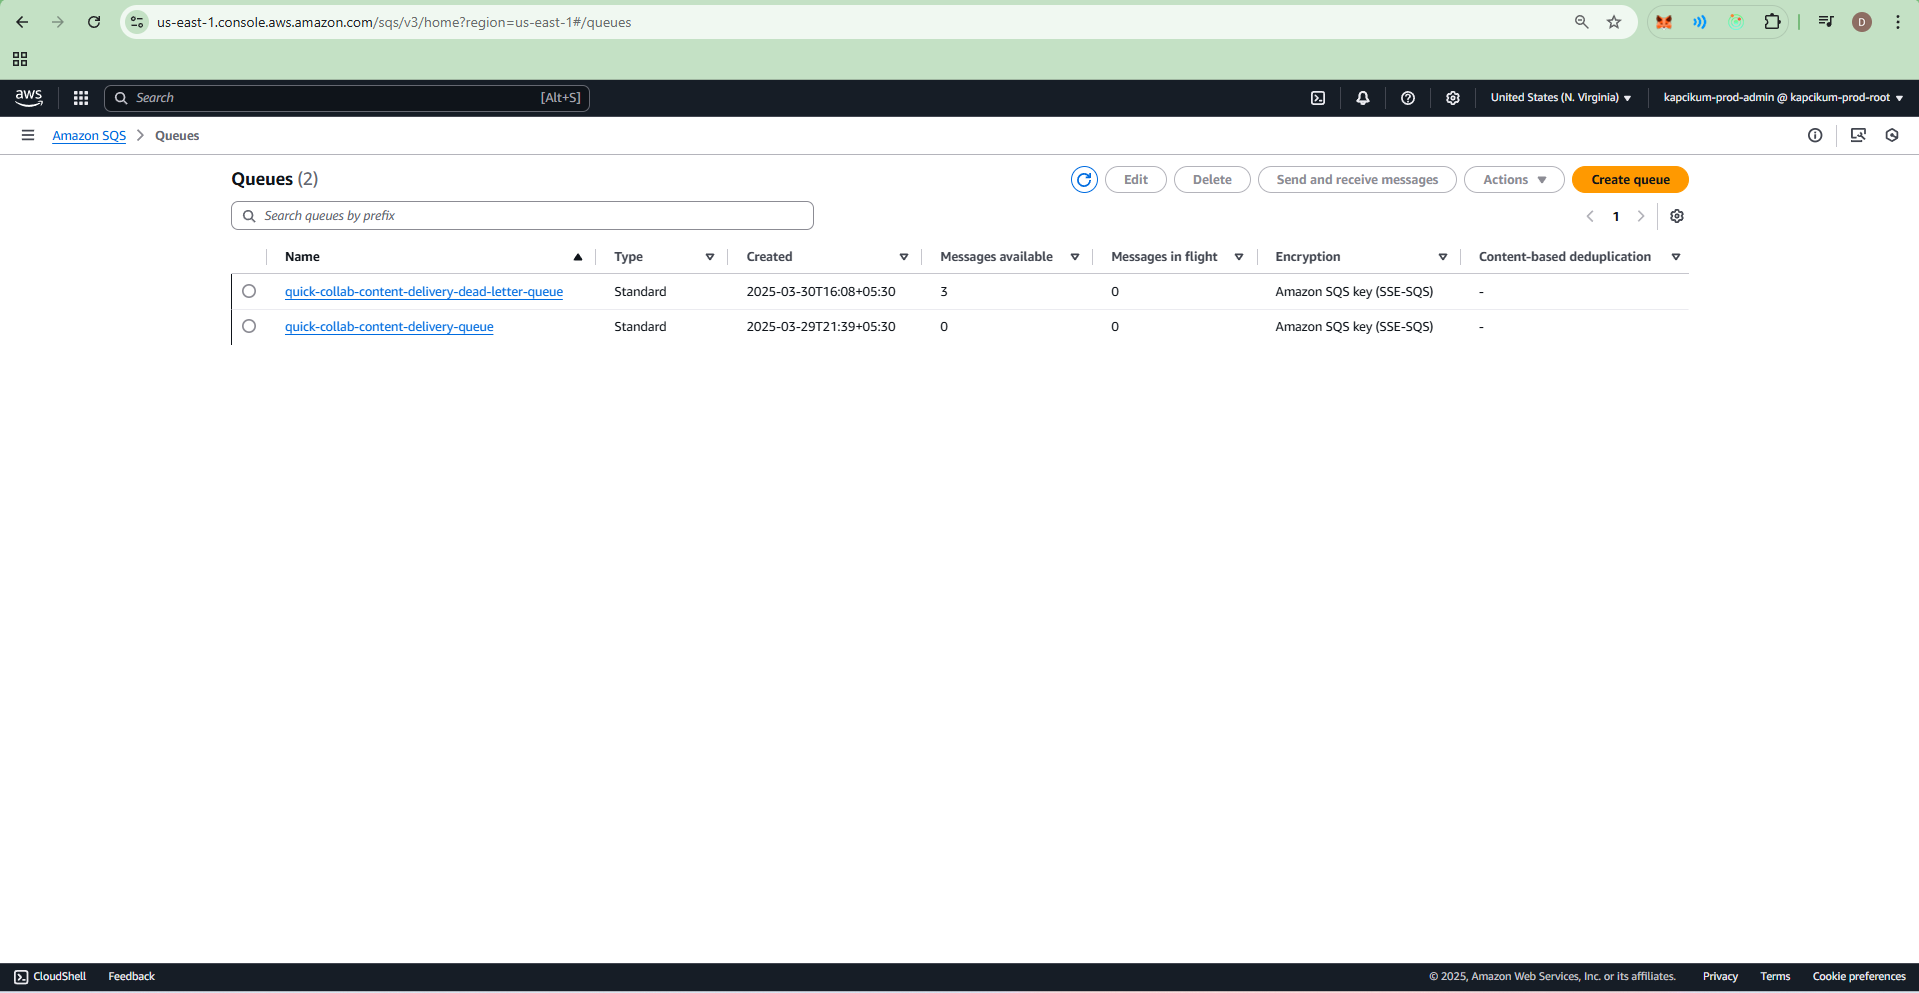 us-east-1.console.aws.amazon.com/sqs/v3/home?region=us-east-1#/queues
D
aws
Search
[Alt+S]
United States (N. Virginia)
kapcikum-prod-admin @ kapcikum-prod-root
Amazon SQS
Queues
Queues (2)
Edit
Delete
Send and receive messages
Actions
Create queue
Search queues by prefix
1
Name Type Created Messages available Messages in flight Encryption Content-based deduplication
quick-collab-content-delivery-dead-letter-queue Standard 2025-03-30T16:08+05:30 3 0 Amazon SQS key (SSE-SQS) -
quick-collab-content-delivery-queue Standard 2025-03-29T21:39+05:30 0 0 Amazon SQS key (SSE-SQS) -
CloudShell Feedback © 2025, Amazon Web Services, Inc. or its affiliates. Privacy Terms Cookie preferences